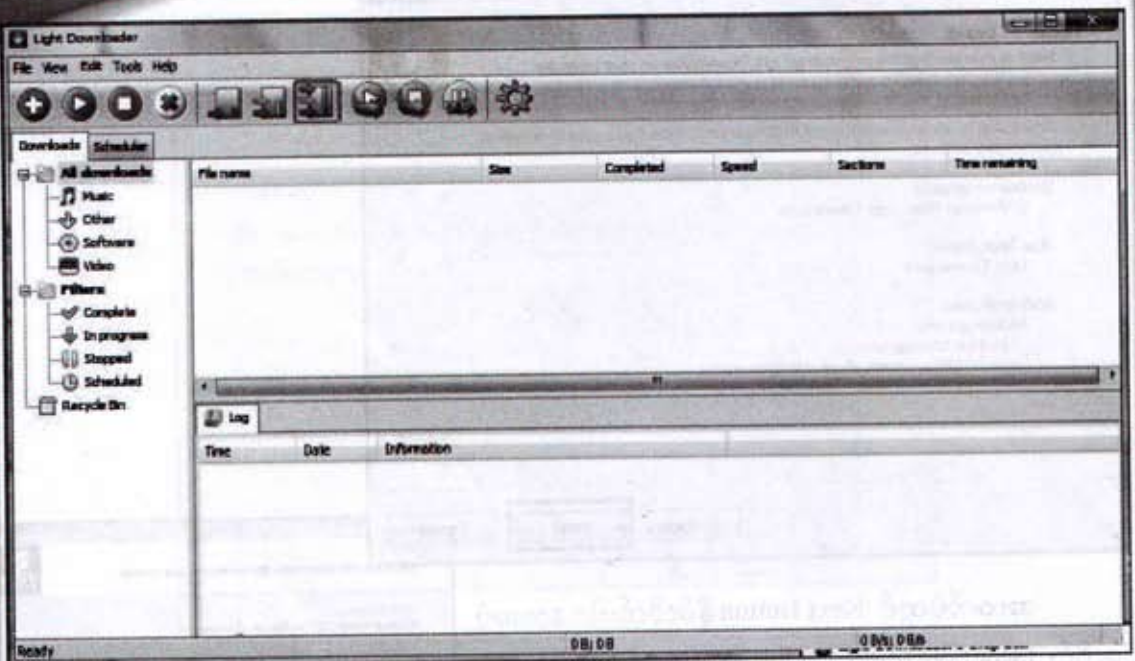 Light Downloader
File View Edit Tools Help
Downloads Scheduler
All downloads
Music
Other
Software
Video
Filters
Complete
In progress
Stopped
Scheduled
Recycle Bin
File name Size Completed Speed Sections Time remaining
Log
Time Date Information
Ready 0 B; 0 B 0 B/s; 0 B/s